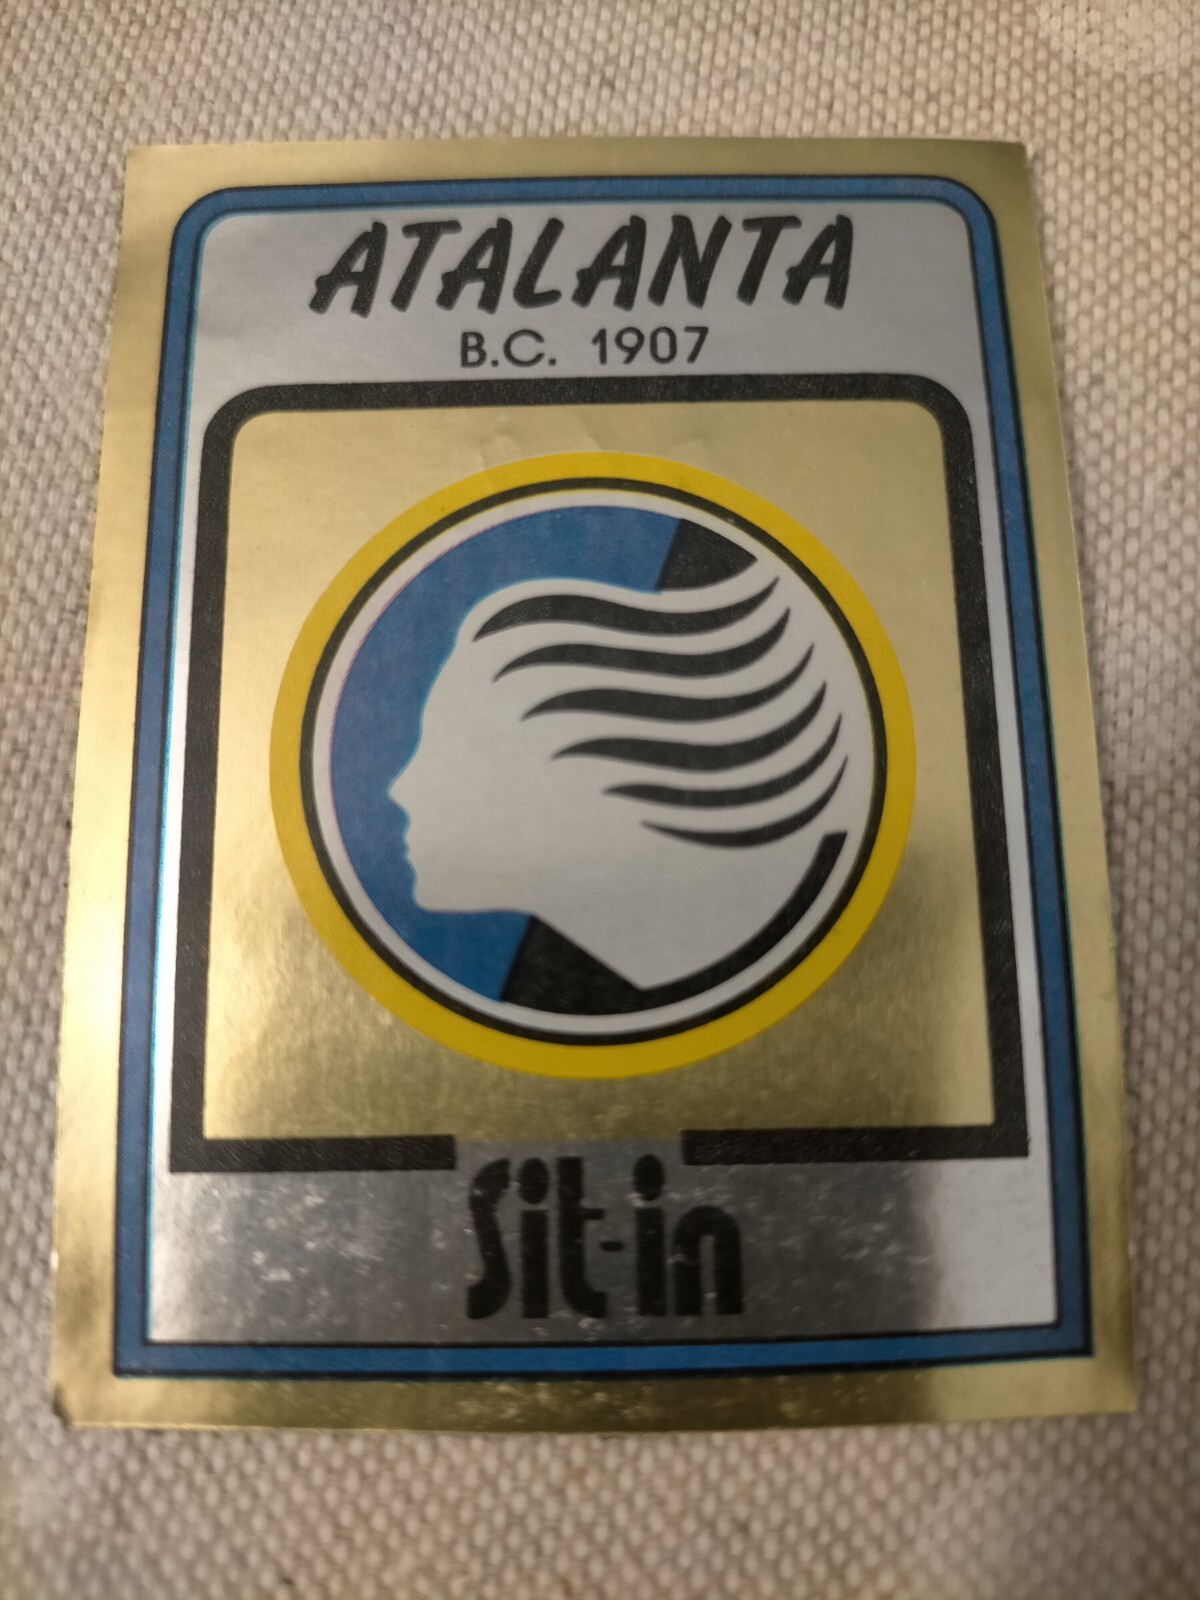 ATALANTA
B.C. 1907
Sit-in